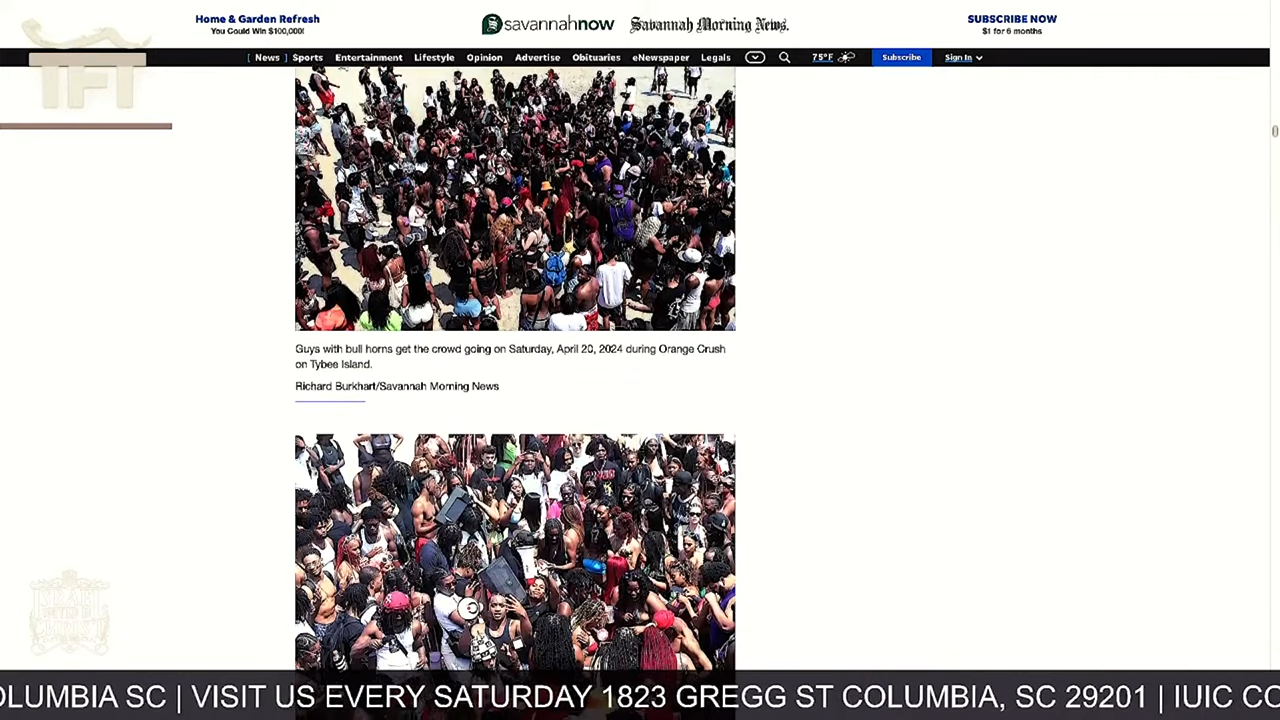 Home & Garden Refresh
You Could Win $100,000!
savannahnow Savannah Morning News.
SUBSCRIBE NOW
$1 for 6 months
TFT
[ News ] Sports Entertainment Lifestyle Opinion Advertise Obituaries eNewspaper Legals 75°F Subscribe Sign In
Guys with bull horns get the crowd going on Saturday, April 20, 2024 during Orange Crush
on Tybee Island.
Richard Burkhart/Savannah Morning News
OLUMBIA SC | VISIT US EVERY SATURDAY 1823 GREGG ST COLUMBIA, SC 29201 | IUIC CO